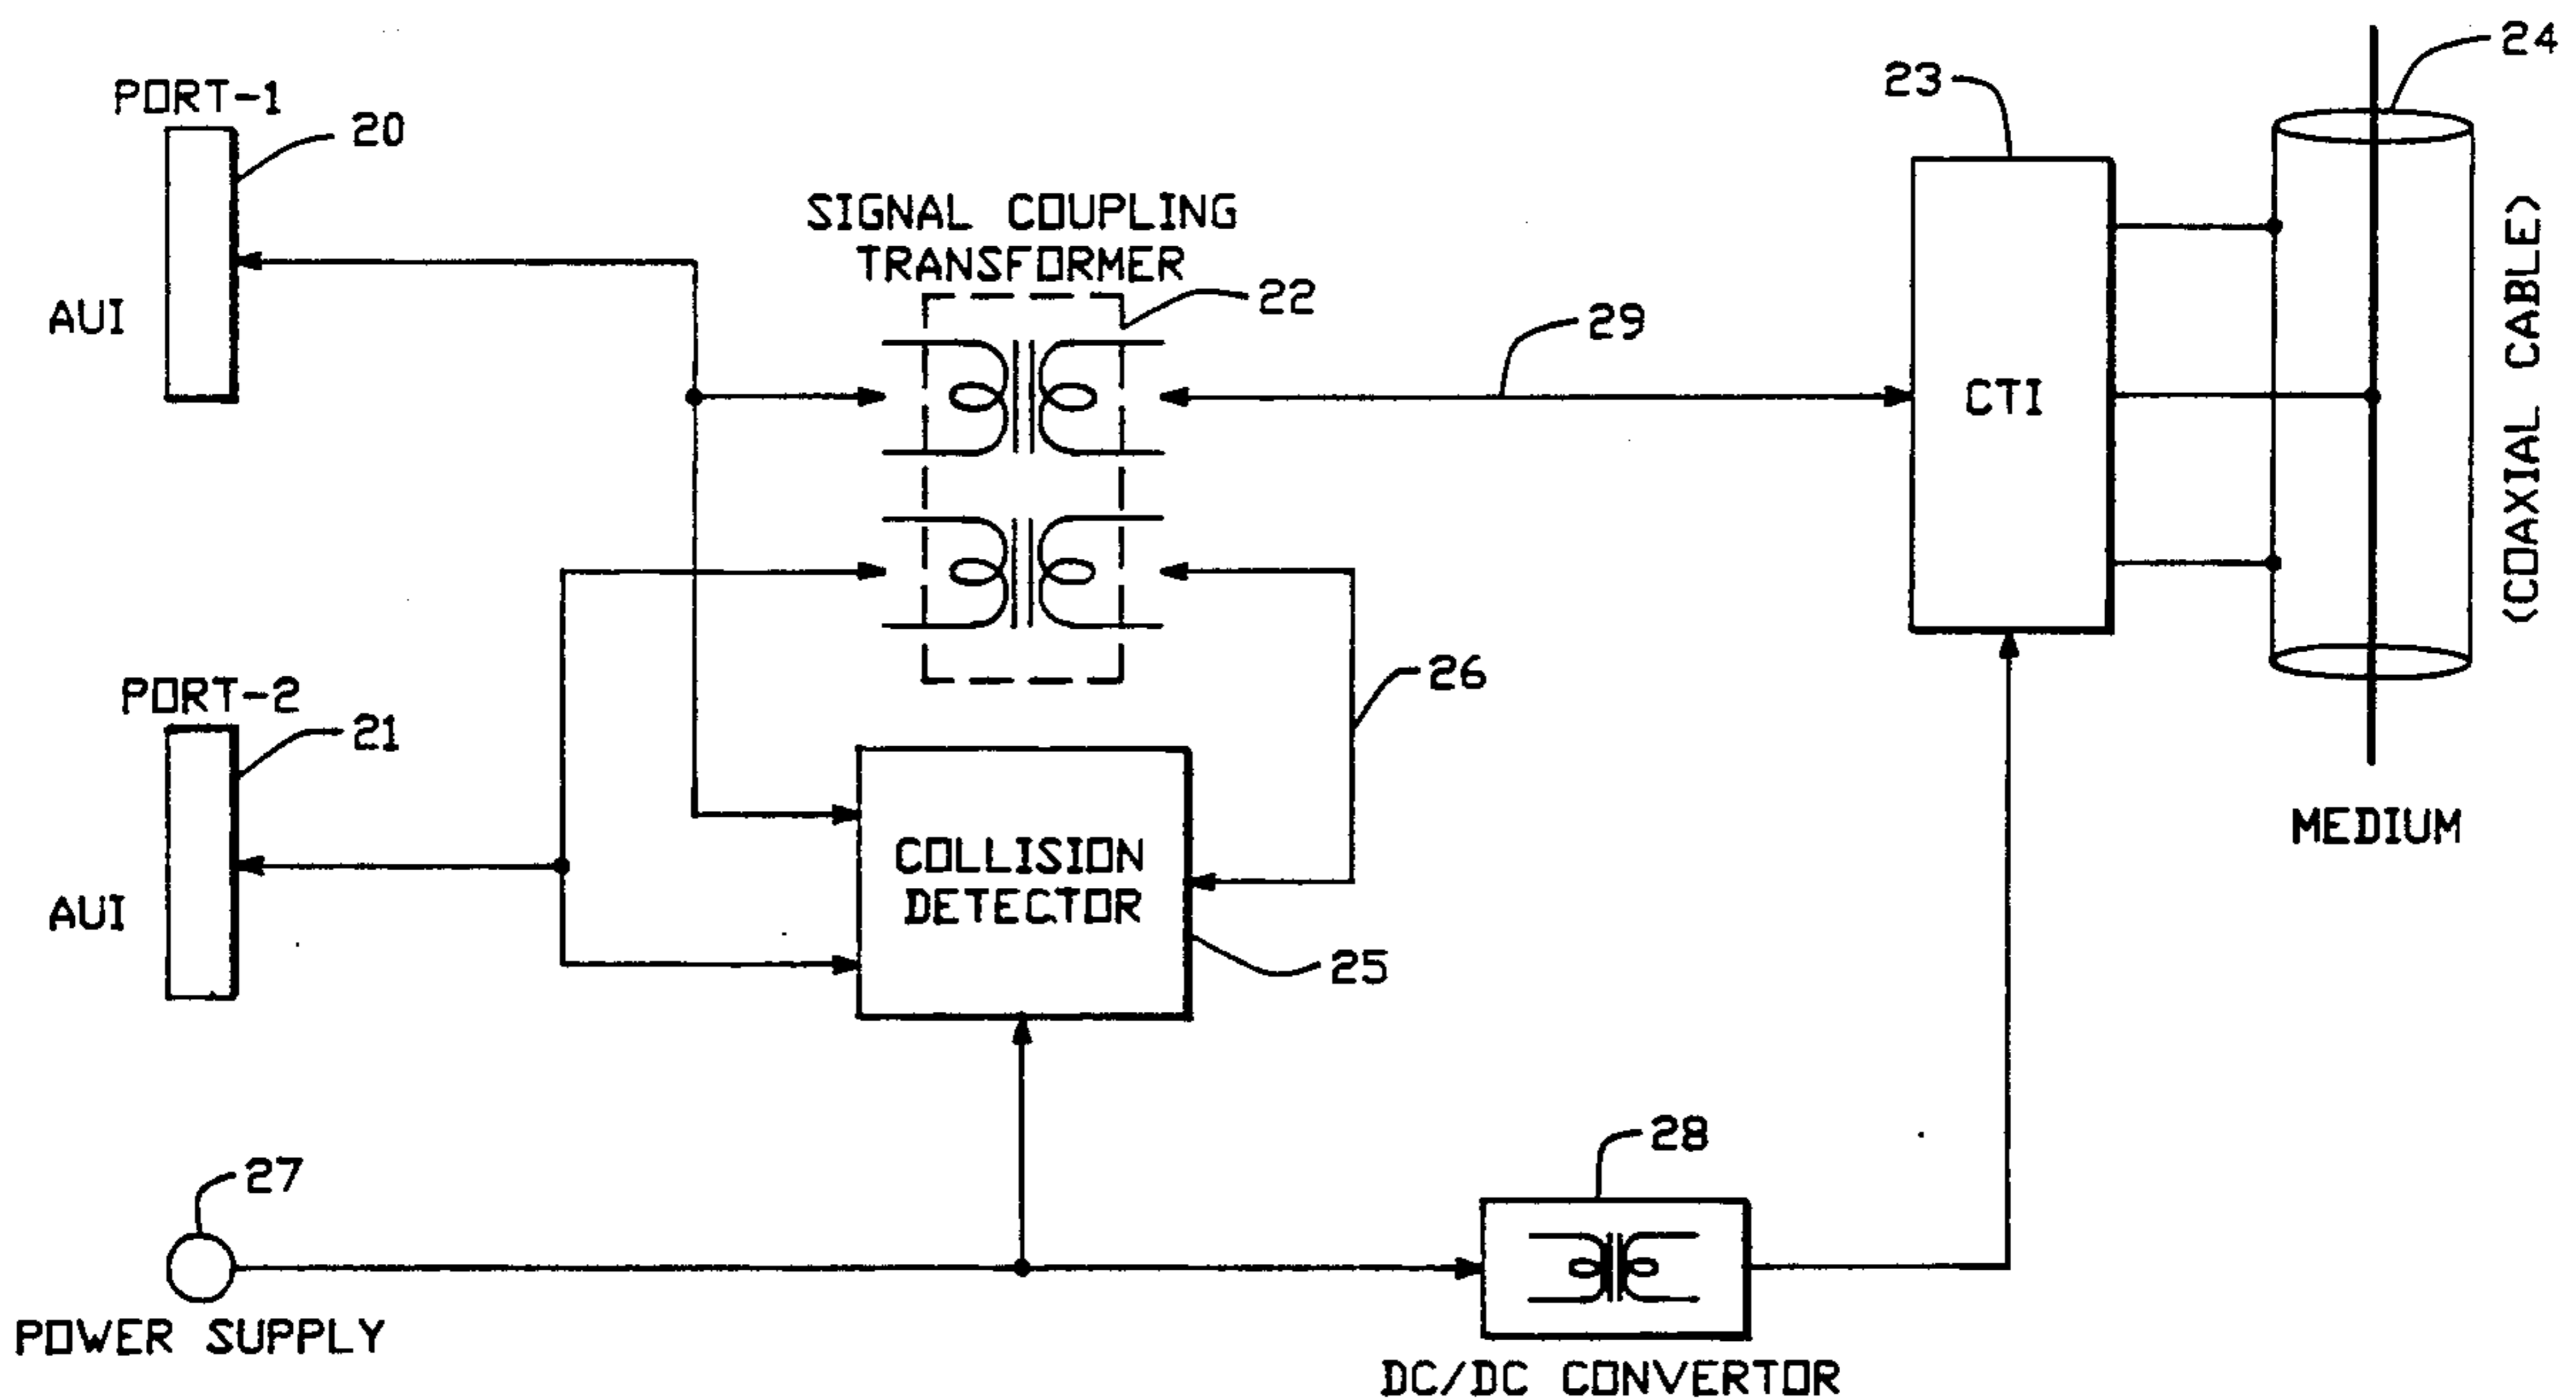 PORT-1
20
AUI
SIGNAL COUPLING
TRANSFORMER
22
29
23
CTI
24
(COAXIAL CABLE)
MEDIUM
26
PORT-2
21
AUI
COLLISION
DETECTOR
25
27
POWER SUPPLY
28
DC/DC CONVERTOR